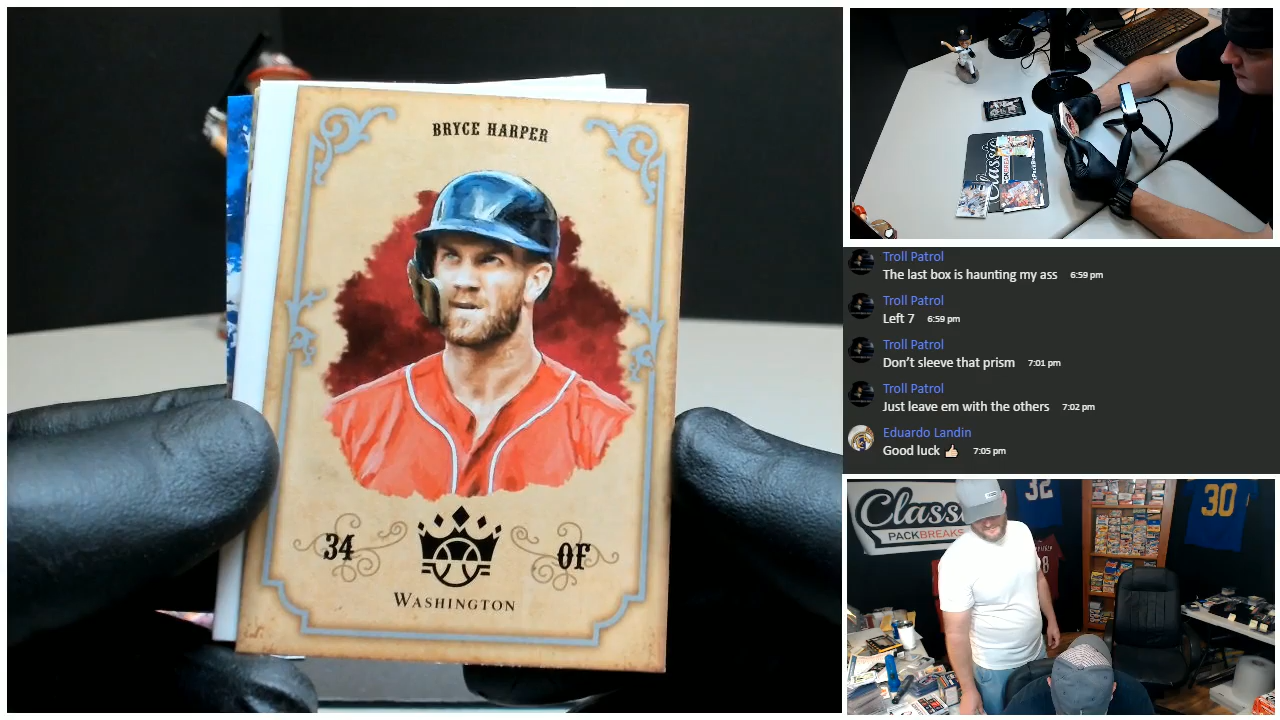 BRYCE HARPER
34
OF
WASHINGTON
Classic
Troll Patrol
The last box is haunting my ass 6:59 pm
Troll Patrol
Left 7 6:59 pm
Troll Patrol
Don't sleeve that prism 7:01 pm
Troll Patrol
Just leave em with the others 7:02 pm
Eduardo Landin
Good luck 👍🏻 7:05 pm
Classic
PACKBREAKS
32
30